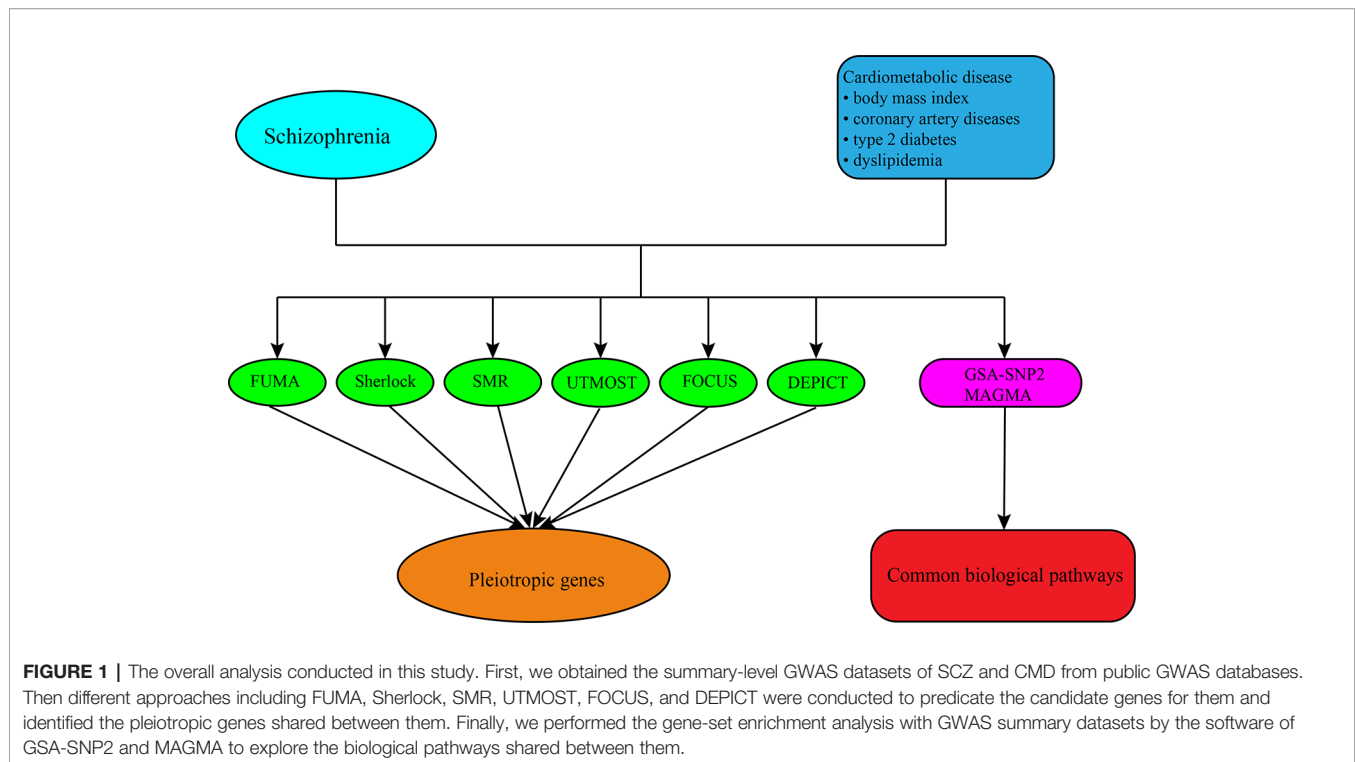 Schizophrenia
Cardiometabolic disease
• body mass index
• coronary artery diseases
• type 2 diabetes
• dyslipidemia
FUMA
Sherlock
SMR
UTMOST
FOCUS
DEPICT
GSA-SNP2
MAGMA
Pleiotropic genes
Common biological pathways
FIGURE 1 | The overall analysis conducted in this study. First, we obtained the summary-level GWAS datasets of SCZ and CMD from public GWAS databases.
Then different approaches including FUMA, Sherlock, SMR, UTMOST, FOCUS, and DEPICT were conducted to predicate the candidate genes for them and
identified the pleiotropic genes shared between them. Finally, we performed the gene-set enrichment analysis with GWAS summary datasets by the software of
GSA-SNP2 and MAGMA to explore the biological pathways shared between them.